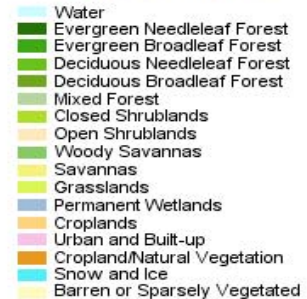 Water
Evergreen Needleleaf Forest
Evergreen Broadleaf Forest
Deciduous Needleleaf Forest
Deciduous Broadleaf Forest
Mixed Forest
Closed Shrublands
Open Shrublands
Woody Savannas
Savannas
Grasslands
Permanent Wetlands
Croplands
Urban and Built-up
Cropland/Natural Vegetation
Snow and Ice
Barren or Sparsely Vegetated